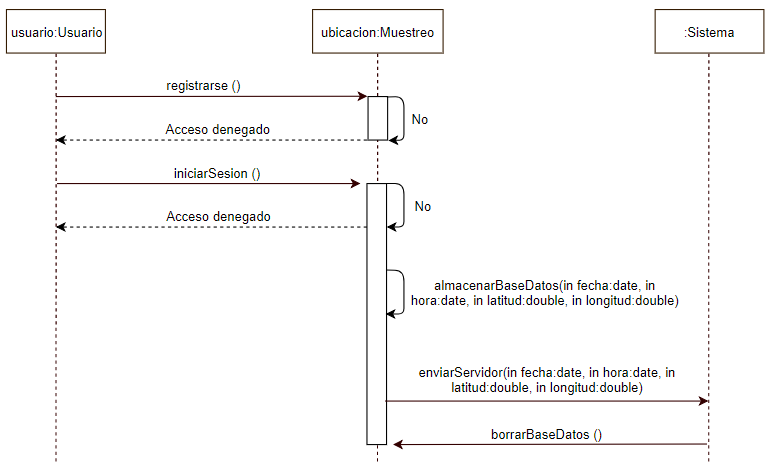 usuario:Usuario
ubicacion:Muestreo
:Sistema
registrarse ()
No
Acceso denegado
iniciarSesion ()
No
Acceso denegado
almacenarBaseDatos(in fecha:date, in
hora:date, in latitud:double, in longitud:double)
enviarServidor(in fecha:date, in hora:date, in
latitud:double, in longitud:double)
borrarBaseDatos ()